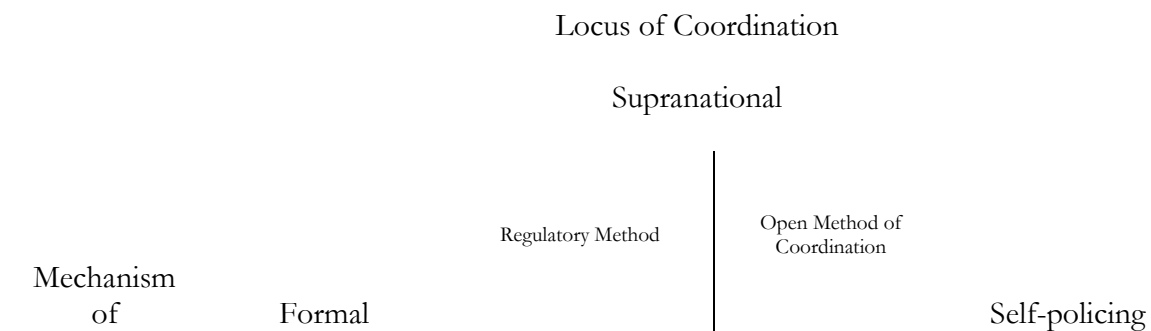 Locus of Coordination
Supranational
Regulatory Method
Open Method of
Coordination
Mechanism
of
Formal
Self-policing